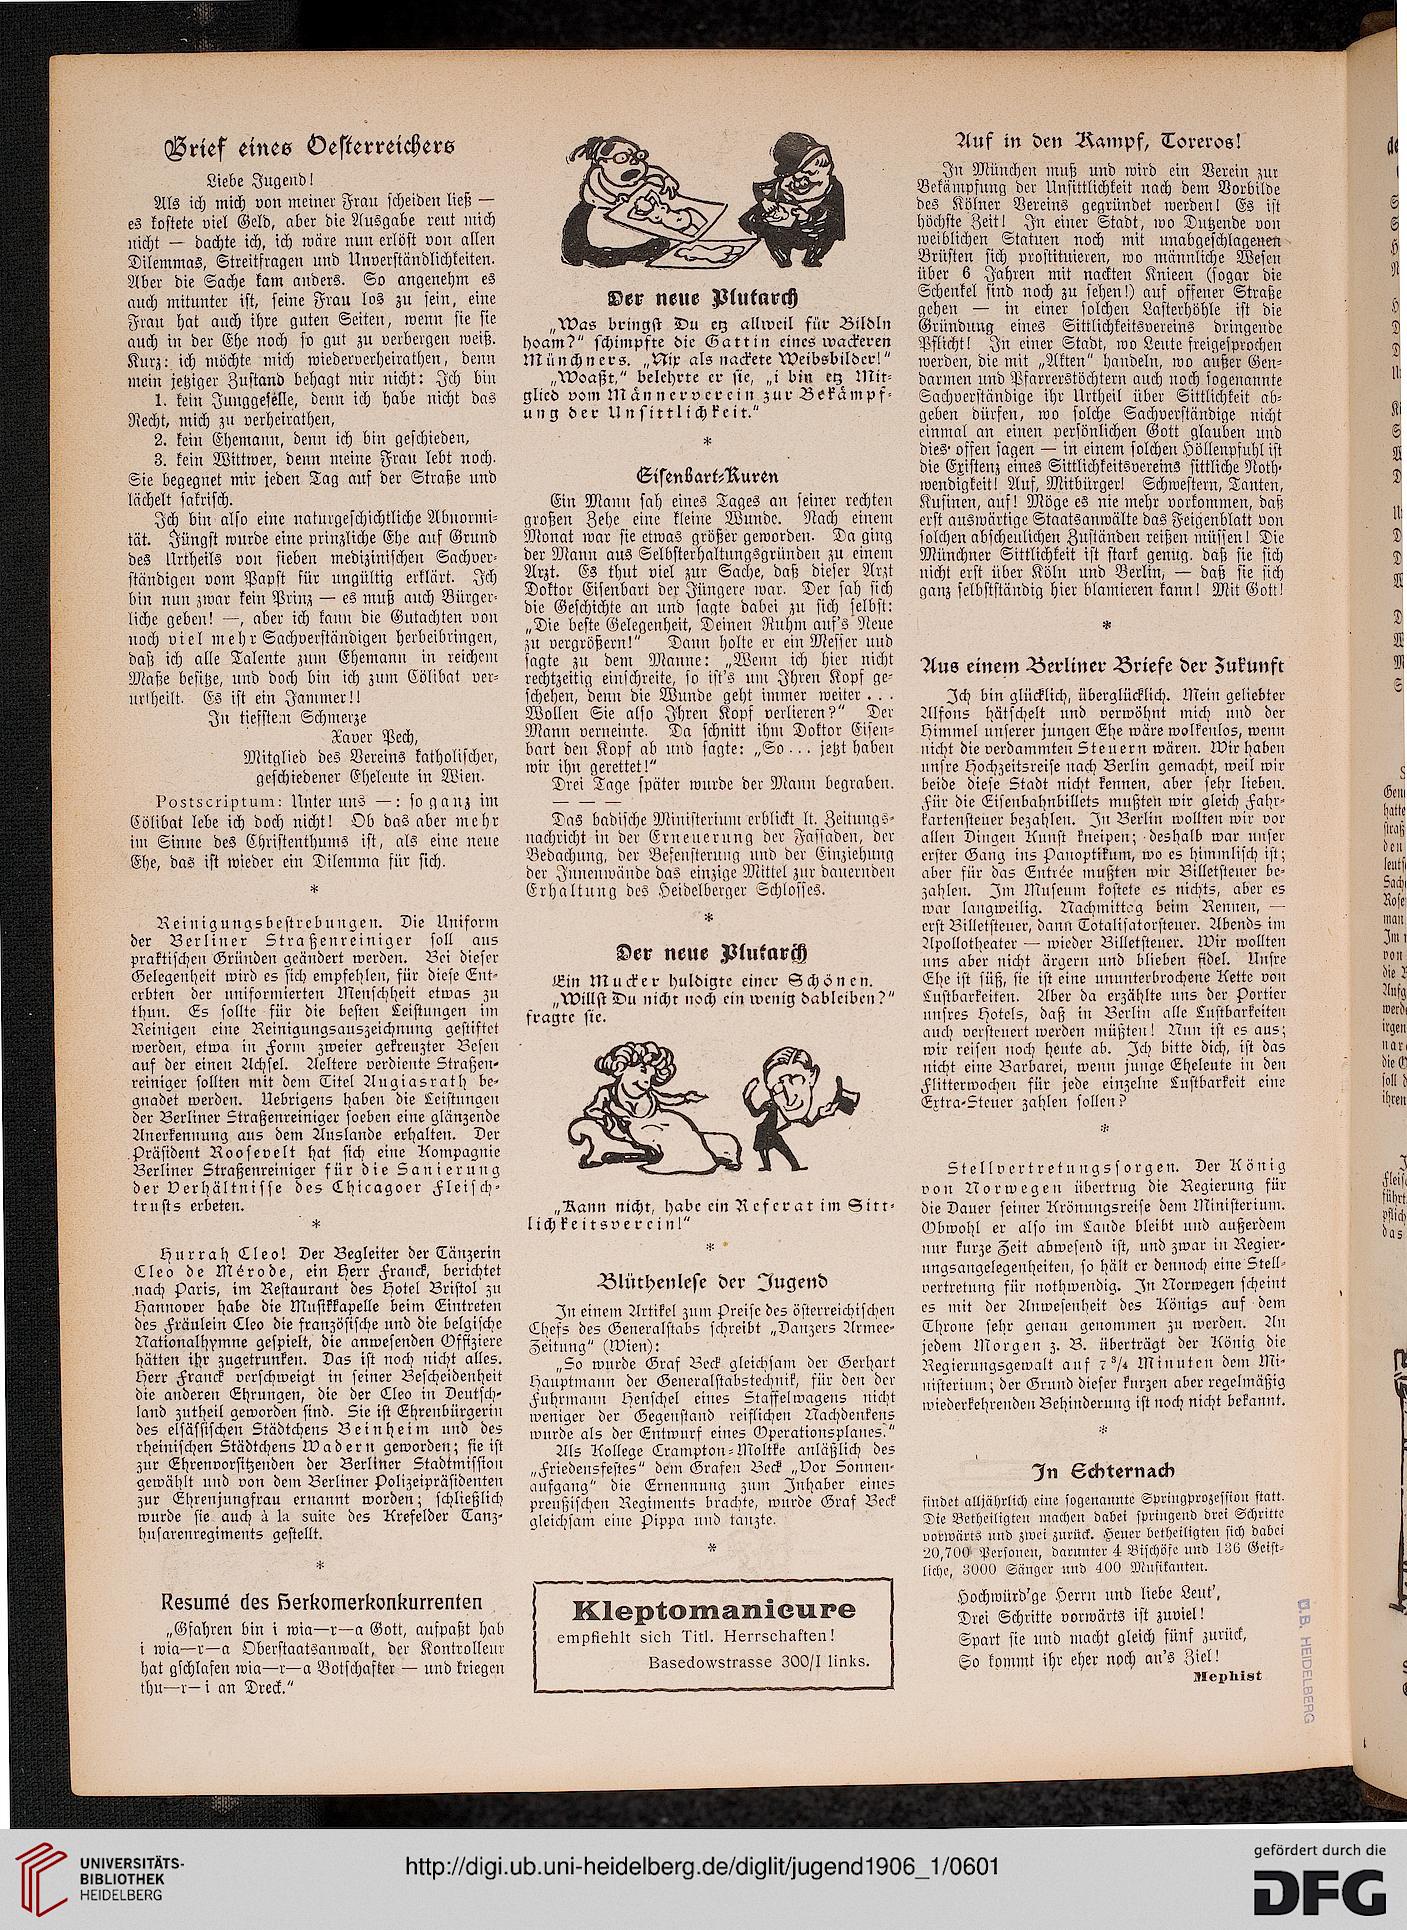 Brief eines Oesterreichers
Liebe Jugend!
Als ich mich von meiner Frau scheiden ließ —
es kostete viel Geld, aber die Ausgabe reut mich
nicht — dachte ich, ich wäre nun erlöst von allen
Dilemmas, Streitfragen und Unverständlichkeiten.
Aber die Sache kam anders. So angenehm es
auch mitunter ist, seine Frau los zu sein, eine
Frau hat auch ihre guten Seiten, wenn sie sie
auch in der Ehe noch so gut zu verbergen weiß.
Kurz: ich möchte mich wiederverheirathen, denn
mein jetziger Zustand behagt mir nicht: Ich bin
1. kein Junggeselle, denn ich habe nicht das
Recht, mich zu verheirathen,
2. kein Ehemann, denn ich bin geschieden,
3. kein Wittwer, denn meine Frau lebt noch.
Sie begegnet mir jeden Tag auf der Straße und
lächelt sakrisch.
Ich bin also eine naturgeschichtliche Abnormi-
tät. Jüngst wurde eine prinzliche Ehe auf Grund
des Urtheils von sieben medizinischen Sachver-
ständigen vom Papst für ungültig erklärt. Ich
bin nun zwar kein Prinz — es muß auch Bürger-
liche geben! —, aber ich kann die Gutachten von
noch viel mehr Sachverständigen herbeibringen,
daß ich alle Talente zum Ehemann in reichem
Maße besitze, und doch bin ich zum Cölibat ver-
urtheilt. Es ist ein Jammer!!
In tiefstem Schmerze
Xaver Pech,
Mitglied des Vereins katholischer,
geschiedener Eheleute in Wien.
Postscriptum: Unter uns —: so ganz im
Cölibat lebe ich doch nicht! Ob das aber mehr
im Sinne des Christenthums ist, als eine neue
Ehe, das ist wieder ein Dilemma für sich.
*
Reinigungsbestrebungen. Die Uniform
der Berliner Straßenreiniger soll aus
praktischen Gründen geändert werden. Bei dieser
Gelegenheit wird es sich empfehlen, für diese Ent-
erbten der uniformierten Menschheit etwas zu
thun. Es sollte für die besten Leistungen im
Reinigen eine Reinigungsauszeichnung gestiftet
werden, etwa in Form zweier gekreuzter Besen
auf der einen Achsel. Aeltere verdiente Straßen-
reiniger sollten mit dem Titel Augiasrath be-
gnadet werden. Uebrigens haben die Leistungen
der Berliner Straßenreiniger soeben eine glänzende
Anerkennung aus dem Auslande erhalten. Der
Präsident Roosevelt hat sich eine Kompagnie
Berliner Straßenreiniger für die Sanierung
der Verhältnisse des Chicagoer Fleisch-
trusts erbeten.
*
Hurrah Cleo! Der Begleiter der Tänzerin
Cleo de Mérode, ein Herr Franck, berichtet
nach Paris, im Restaurant des Hotel Bristol zu
Hannover habe die Musikkapelle beim Eintreten
des Fräulein Cleo die französische und die belgische
Nationalhymne gespielt, die anwesenden Offiziere
hätten ihr zugetrunken. Das ist noch nicht alles.
Herr Franck verschweigt in seiner Bescheidenheit
die anderen Ehrungen, die der Cleo in Deutsch-
land zutheil geworden sind. Sie ist Ehrenbürgerin
des elsässischen Städtchens Beinheim und des
rheinischen Städtchens Wadern geworden; sie ist
zur Ehrenvorsitzenden der Berliner Stadtmission
gewählt und von dem Berliner Polizeipräsidenten
zur Ehrenjungfrau ernannt worden; schließlich
wurde sie auch à la suite des Krefelder Tanz-
husarenregiments gestellt.
*
Resumé des Herkomerkonkurrenten
„Gfahren bin i wia—r—a Gott, aufpaßt hab
i wia—r—a Oberstaatsanwalt, der Kontrolleur
hat gschlafen wia—r—a Botschafter — und kriegen
thu—r—i an Dreck.“
Der neue Plutarch
„Was bringst Du etz allweil für Bildln
hoam?“ schimpfte die Gattin eines wackeren
Münchners. „Nix als nackete Weibsbilder!“
„Woaßt,“ belehrte er sie, „i bin etz Mit-
glied vom Männerverein zur Bekämpf-
ung der Unsittlichkeit.“
*
Eisenbart-Kuren
Ein Mann sah eines Tages an seiner rechten
großen Zehe eine kleine Wunde. Nach einem
Monat war sie etwas größer geworden. Da ging
der Mann aus Selbsterhaltungsgründen zu einem
Arzt. Es thut viel zur Sache, daß dieser Arzt
Doktor Eisenbart der Jüngere war. Der sah sich
die Geschichte an und sagte dabei zu sich selbst:
„Die beste Gelegenheit, Deinen Ruhm auf's Neue
zu vergrößern!“ Dann holte er ein Messer und
sagte zu dem Manne: „Wenn ich hier nicht
rechtzeitig einschreite, so ist's um Ihren Kopf ge-
schehen, denn die Wunde geht immer weiter . . .
Wollen Sie also Ihren Kopf verlieren?“ Der
Mann verneinte. Da schnitt ihm Doktor Eisen-
bart den Kopf ab und sagte: „So... jetzt haben
wir ihn gerettet!“
Drei Tage später wurde der Mann begraben.
— — —
Das badische Ministerium erblickt lt. Zeitungs-
nachricht in der Erneuerung der Fassaden, der
Bedachung, der Befensterung und der Einziehung
der Innenwände das einzige Mittel zur dauernden
Erhaltung des Heidelberger Schlosses.
*
Der neue Plutarch
Ein Mucker huldigte einer Schönen.
„Willst Du nicht noch ein wenig dableiben?“
fragte sie.
„Kann nicht, habe ein Referat im Sitt-
lichkeitsverein!“
*
Blüthenlese der Jugend
In einem Artikel zum Preise des österreichischen
Chefs des Generalstabs schreibt „Danzers Armee-
Zeitung“ (Wien):
„So wurde Graf Beck gleichsam der Gerhart
Hauptmann der Generalstabstechnik, für den der
Fuhrmann Henschel eines Staffelwagens nicht
weniger der Gegenstand reiflichen Nachdenkens
wurde als der Entwurf eines Operationsplanes.“
Als Kollege Crampton-Moltke anläßlich des
„Friedensfestes“ dem Grafen Beck „Vor Sonnen-
aufgang“ die Ernennung zum Inhaber eines
preußischen Regiments brachte, wurde Graf Beck
gleichsam eine Pippa und tanzte.
*
Kleptomanicure
empfiehlt sich Titl. Herrschaften!
Basedowstrasse 300/I links.
Auf in den Kampf, Toreros!
In München muß und wird ein Verein zur
Bekämpfung der Unsittlichkeit nach dem Vorbilde
des Kölner Vereins gegründet werden! Es ist
höchste Zeit! In einer Stadt, wo Dutzende von
weiblichen Statuen noch mit unabgeschlagenen
Brüsten sich prostituieren, wo männliche Wesen
über 6 Jahren mit nackten Knieen (sogar die
Schenkel sind noch zu sehen!) auf offener Straße
gehen — in einer solchen Lasterhöhle ist die
Gründung eines Sittlichkeitsvereins dringende
Pflicht! In einer Stadt, wo Leute freigesprochen
werden, die mit „Akten“ handeln, wo außer Gen-
darmen und Pfarrerstöchtern auch noch sogenannte
Sachverständige ihr Urtheil über Sittlichkeit ab-
geben dürfen, wo solche Sachverständige nicht
einmal an einen persönlichen Gott glauben und
dies offen sagen — in einem solchen Höllenpfuhl ist
die Existenz eines Sittlichkeitsvereins sittliche Noth-
wendigkeit! Auf, Mitbürger! Schwestern, Tanten,
Kusinen, auf! Möge es nie mehr vorkommen, daß
erst auswärtige Staatsanwälte das Feigenblatt von
solchen abscheulichen Zuständen reißen müssen! Die
Münchner Sittlichkeit ist stark genug, daß sie sich
nicht erst über Köln und Berlin, — daß sie sich
ganz selbstständig hier blamieren kann! Mit Gott!
*
Aus einem Berliner Briefe der Zukunft
Ich bin glücklich, überglücklich. Mein geliebter
Alfons hätschelt und verwöhnt mich und der
Himmel unserer jungen Ehe wäre wolkenlos, wenn
nicht die verdammten Steuern wären. Wir haben
unsre Hochzeitsreise nach Berlin gemacht, weil wir
beide diese Stadt nicht kennen, aber sehr lieben.
Für die Eisenbahnbillets mußten wir gleich Fahr-
kartensteuer bezahlen. In Berlin wollten wir vor
allen Dingen Kunst kneipen; deshalb war unser
erster Gang ins Panoptikum, wo es himmlisch ist;
aber für das Entrée mußten wir Billetsteuer be-
zahlen. Im Museum kostete es nichts, aber es
war langweilig. Nachmittag beim Rennen, —
erst Billetsteuer, dann Totalisatorsteuer. Abends im
Apollotheater — wieder Billetsteuer. Wir wollten
uns aber nicht ärgern und blieben fidel. Unsre
Ehe ist süß, sie ist eine ununterbrochene Kette von
Lustbarkeiten. Aber da erzählte uns der Portier
unsres Hotels, daß in Berlin alle Lustbarkeiten
auch versteuert werden müßten! Nun ist es aus;
wir reisen noch heute ab. Ich bitte dich, ist das
nicht eine Barbarei, wenn junge Eheleute in den
Flitterwochen für jede einzelne Lustbarkeit eine
Extra-Steuer zahlen sollen?
*
Stellvertretungssorgen. Der König
von Norwegen übertrug die Regierung für
die Dauer seiner Krönungsreise dem Ministerium.
Obwohl er also im Lande bleibt und außerdem
nur kurze Zeit abwesend ist, und zwar in Regier-
ungsangelegenheiten, so hält er dennoch eine Stell-
vertretung für nothwendig. In Norwegen scheint
es mit der Anwesenheit des Königs auf dem
Throne sehr genau genommen zu werden. An
jedem Morgen z. B. überträgt der König die
Regierungsgewalt auf 7 ³/₄ Minuten dem Mi-
nisterium; der Grund dieser kurzen aber regelmäßig
wiederkehrenden Behinderung ist noch nicht bekannt.
*
In Echternach
findet alljährlich eine sogenannte Springprozession statt.
Die Betheiligten machen dabei springend drei Schritte
vorwärts und zwei zurück. Heuer betheiligten sich dabei
20,700 Personen, darunter 4 Bischöfe und 136 Geist-
liche, 3000 Sänger und 400 Musikanten.
Hochwürd'ge Herrn und liebe Leut',
Drei Schritte vorwärts ist zuviel!
Spart sie und macht gleich fünf zurück,
So kommt ihr eher noch an's Ziel!
Mephist
U.B. HEIDELBERG
UNIVERSITÄTS-
BIBLIOTHEK
HEIDELBERG
http://digi.ub.uni-heidelberg.de/diglit/jugend1906_1/0601
gefördert durch die
DFG